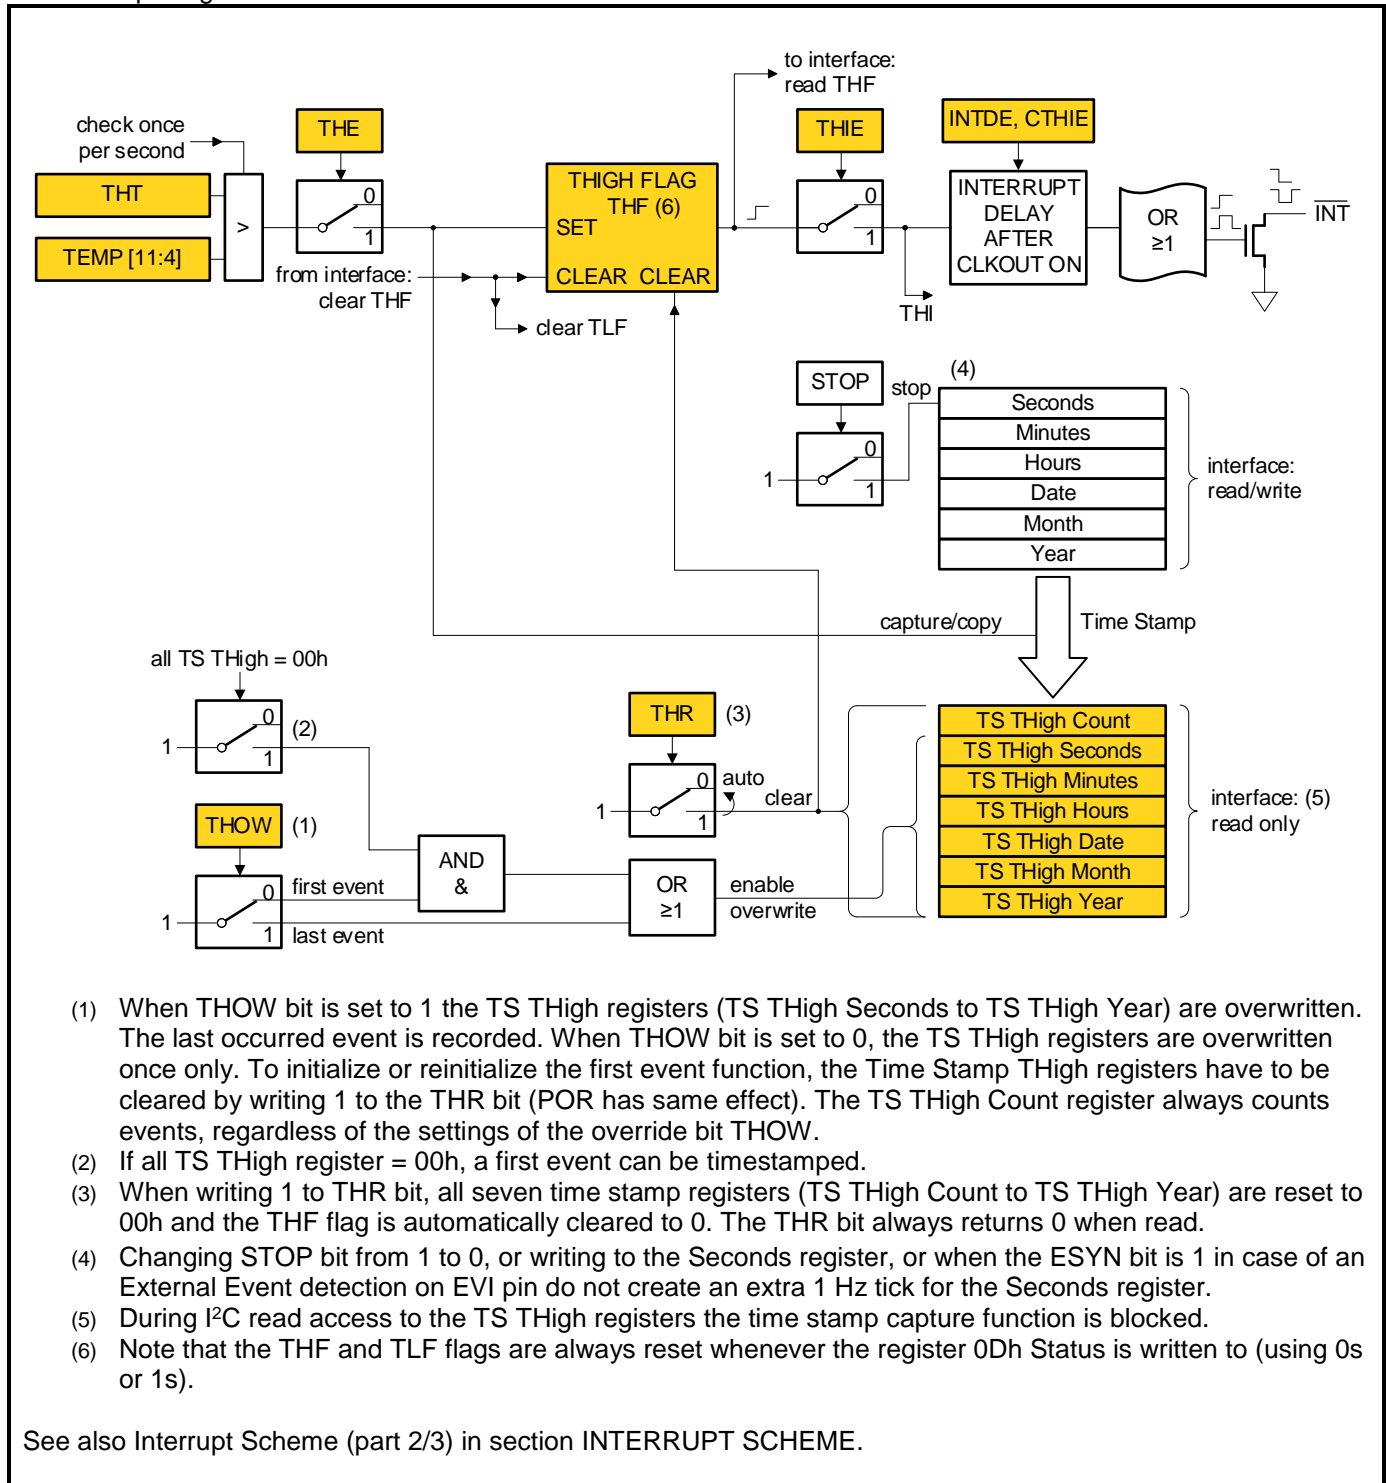 to interface:
read THF
check once
per second
THE
THIE
INTDE, CTHIE
THT
TEMP [11:4]
>
0
1
THIGH FLAG
THF (6)
SET
CLEAR CLEAR
0
1
INTERRUPT
DELAY
AFTER
CLKOUT ON
OR
≥1
INT
from interface:
clear THF
clear TLF
THI
STOP
stop
(4)
0
1
1
Seconds
Minutes
Hours
Date
Month
Year
interface:
read/write
capture/copy
Time Stamp
all TS THigh = 00h
1
0
1
(2)
THR
(3)
1
0
1
auto
clear
TS THigh Count
TS THigh Seconds
TS THigh Minutes
TS THigh Hours
TS THigh Date
TS THigh Month
TS THigh Year
interface: (5)
read only
THOW
(1)
1
0
1
first event
last event
AND
&
OR
≥1
enable
overwrite
(1) When THOW bit is set to 1 the TS THigh registers (TS THigh Seconds to TS THigh Year) are overwritten.
The last occurred event is recorded. When THOW bit is set to 0, the TS THigh registers are overwritten
once only. To initialize or reinitialize the first event function, the Time Stamp THigh registers have to be
cleared by writing 1 to the THR bit (POR has same effect). The TS THigh Count register always counts
events, regardless of the settings of the override bit THOW.
(2) If all TS THigh register = 00h, a first event can be timestamped.
(3) When writing 1 to THR bit, all seven time stamp registers (TS THigh Count to TS THigh Year) are reset to
00h and the THF flag is automatically cleared to 0. The THR bit always returns 0 when read.
(4) Changing STOP bit from 1 to 0, or writing to the Seconds register, or when the ESYN bit is 1 in case of an
External Event detection on EVI pin do not create an extra 1 Hz tick for the Seconds register.
(5) During I²C read access to the TS THigh registers the time stamp capture function is blocked.
(6) Note that the THF and TLF flags are always reset whenever the register 0Dh Status is written to (using 0s
or 1s).
See also Interrupt Scheme (part 2/3) in section INTERRUPT SCHEME.